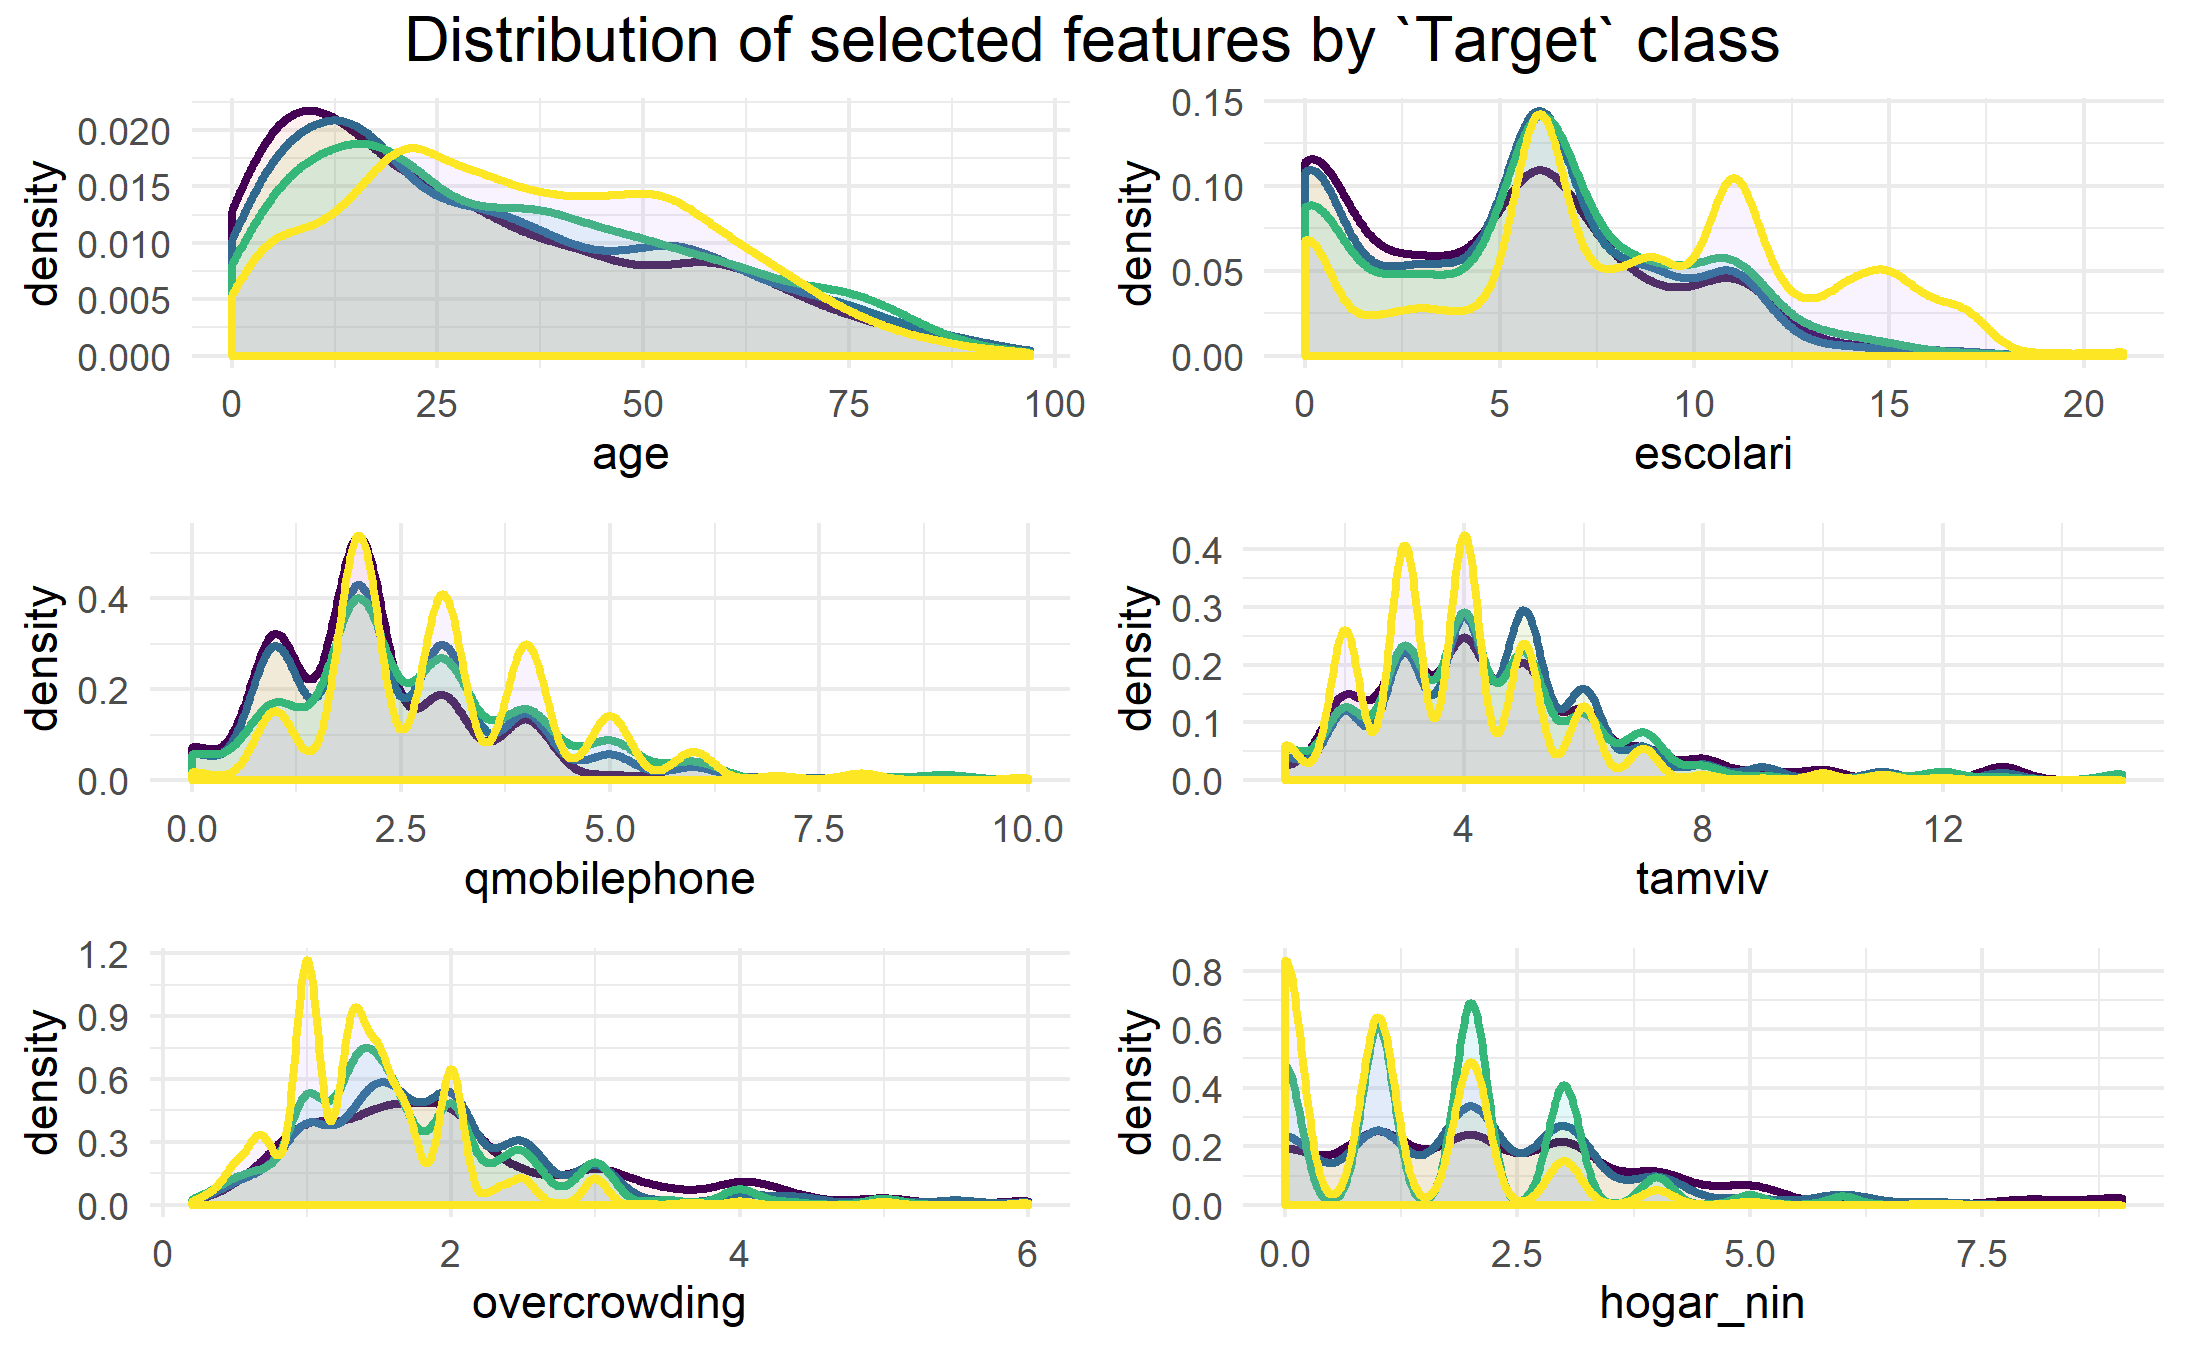 Distribution of selected features by `Target` class
density
0.020
0.015
0.010
0.005
0.000
0 25 50 75 100
age
density
0.15
0.10
0.05
0.00
0 5 10 15 20
escolari
density
0.4
0.2
0.0
0.0 2.5 5.0 7.5 10.0
qmobilephone
density
0.4
0.3
0.2
0.1
0.0
4 8 12
tamviv
density
1.2
0.9
0.6
0.3
0.0
0 2 4 6
overcrowding
density
0.8
0.6
0.4
0.2
0.0
0.0 2.5 5.0 7.5
hogar_nin